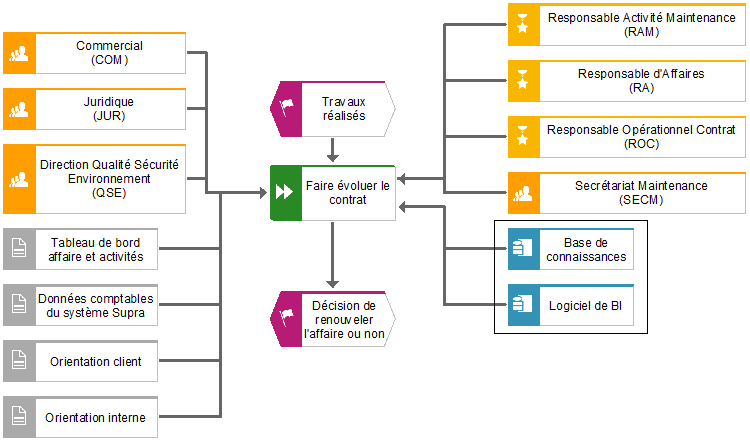 Commercial
(COM)
Juridique
(JUR)
Direction Qualité Sécurité
Environnement
(QSE)
Tableau de bord
affaire et activités
Données comptables
du système Supra
Orientation client
Orientation interne
Travaux
réalisés
Faire évoluer le
contrat
Décision de
renouveler
l'affaire ou non
Responsable Activité Maintenance
(RAM)
Responsable d'Affaires
(RA)
Responsable Opérationnel Contrat
(ROC)
Secrétariat Maintenance
(SECM)
Base de
connaissances
Logiciel de BI